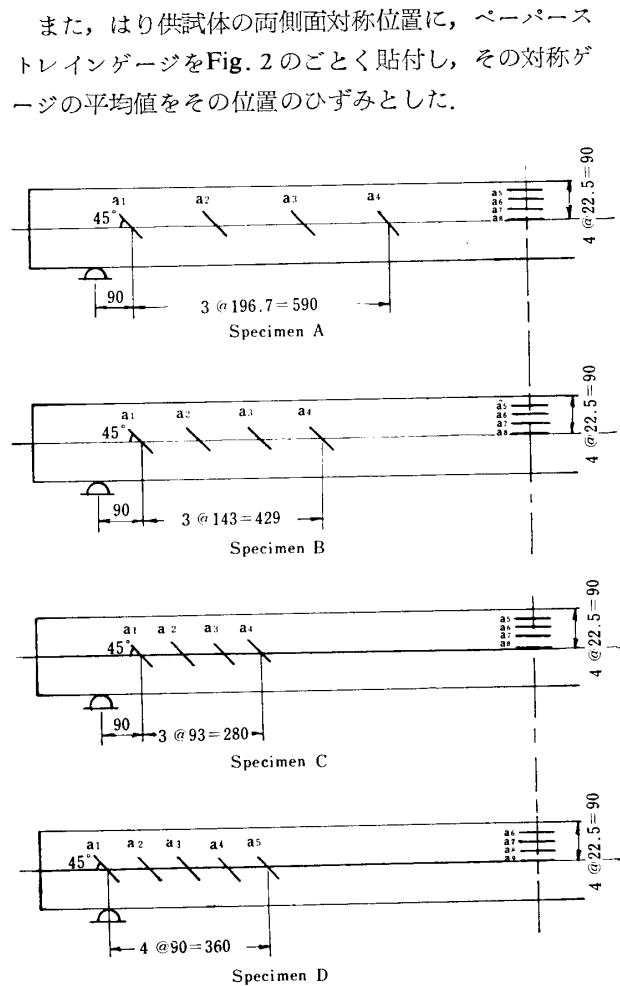 また，はり供試体の両側面対称位置に，ペーパース
トレインゲージをFig. 2のごとく貼付し，その対称ゲ
ージの平均値をその位置のひずみとした．
a1 a2 a3 a4
45°
a5
a6
a7
a8
4 @22.5=90
90
3 @196.7=590
Specimen A
a1 a2 a3 a4
45°
a5
a6
a7
a8
4 @22.5=90
90
3 @143=429
Specimen B
a1 a2 a3 a4
45°
a5
a6
a7
a8
4 @22.5=90
90
3 @93=280
Specimen C
a1 a2 a3 a4 a5
45°
a6
a7
a8
a9
4 @22.5=90
4 @90=360
Specimen D